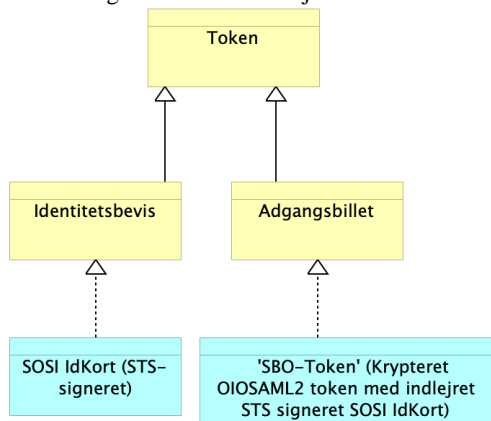 Token
Identitetsbevis
Adgangsbillet
SOSI IdKort (STS-
signeret)
'SBO-Token' (Krypteret
OIOSAML2 token med indlejret
STS signeret SOSI IdKort)